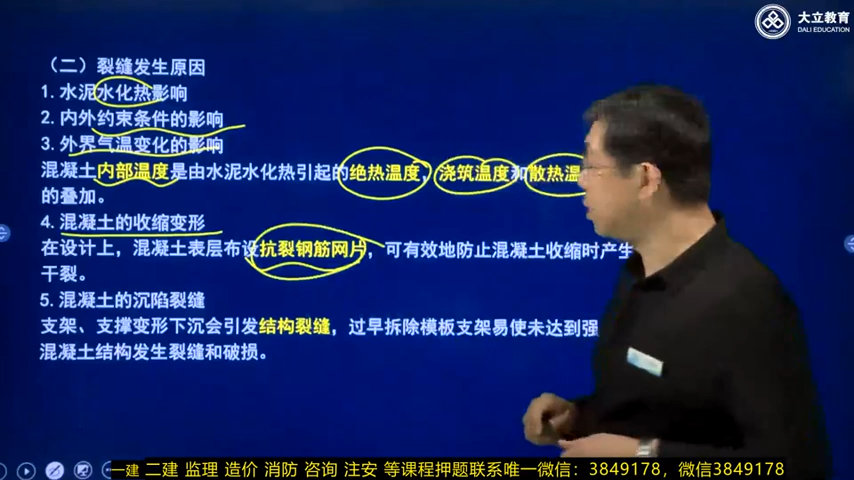 大立教育
DALI EDUCATION
（二）裂缝发生原因
1.水泥水化热影响
2.内外约束条件的影响
3.外界气温变化的影响
混凝土内部温度是由水泥水化热引起的绝热温度，浇筑温度和散热温
的叠加。
4.混凝土的收缩变形
在设计上，混凝土表层布设抗裂钢筋网片，可有效地防止混凝土收缩时产生
干裂。
5.混凝土的沉陷裂缝
支架、支撑变形下沉会引发结构裂缝，过早拆除模板支架易使未达到强
混凝土结构发生裂缝和破损。
一建 二建 监理 造价 消防 咨询 注安 等课程押题联系唯一微信：3849178，微信3849178